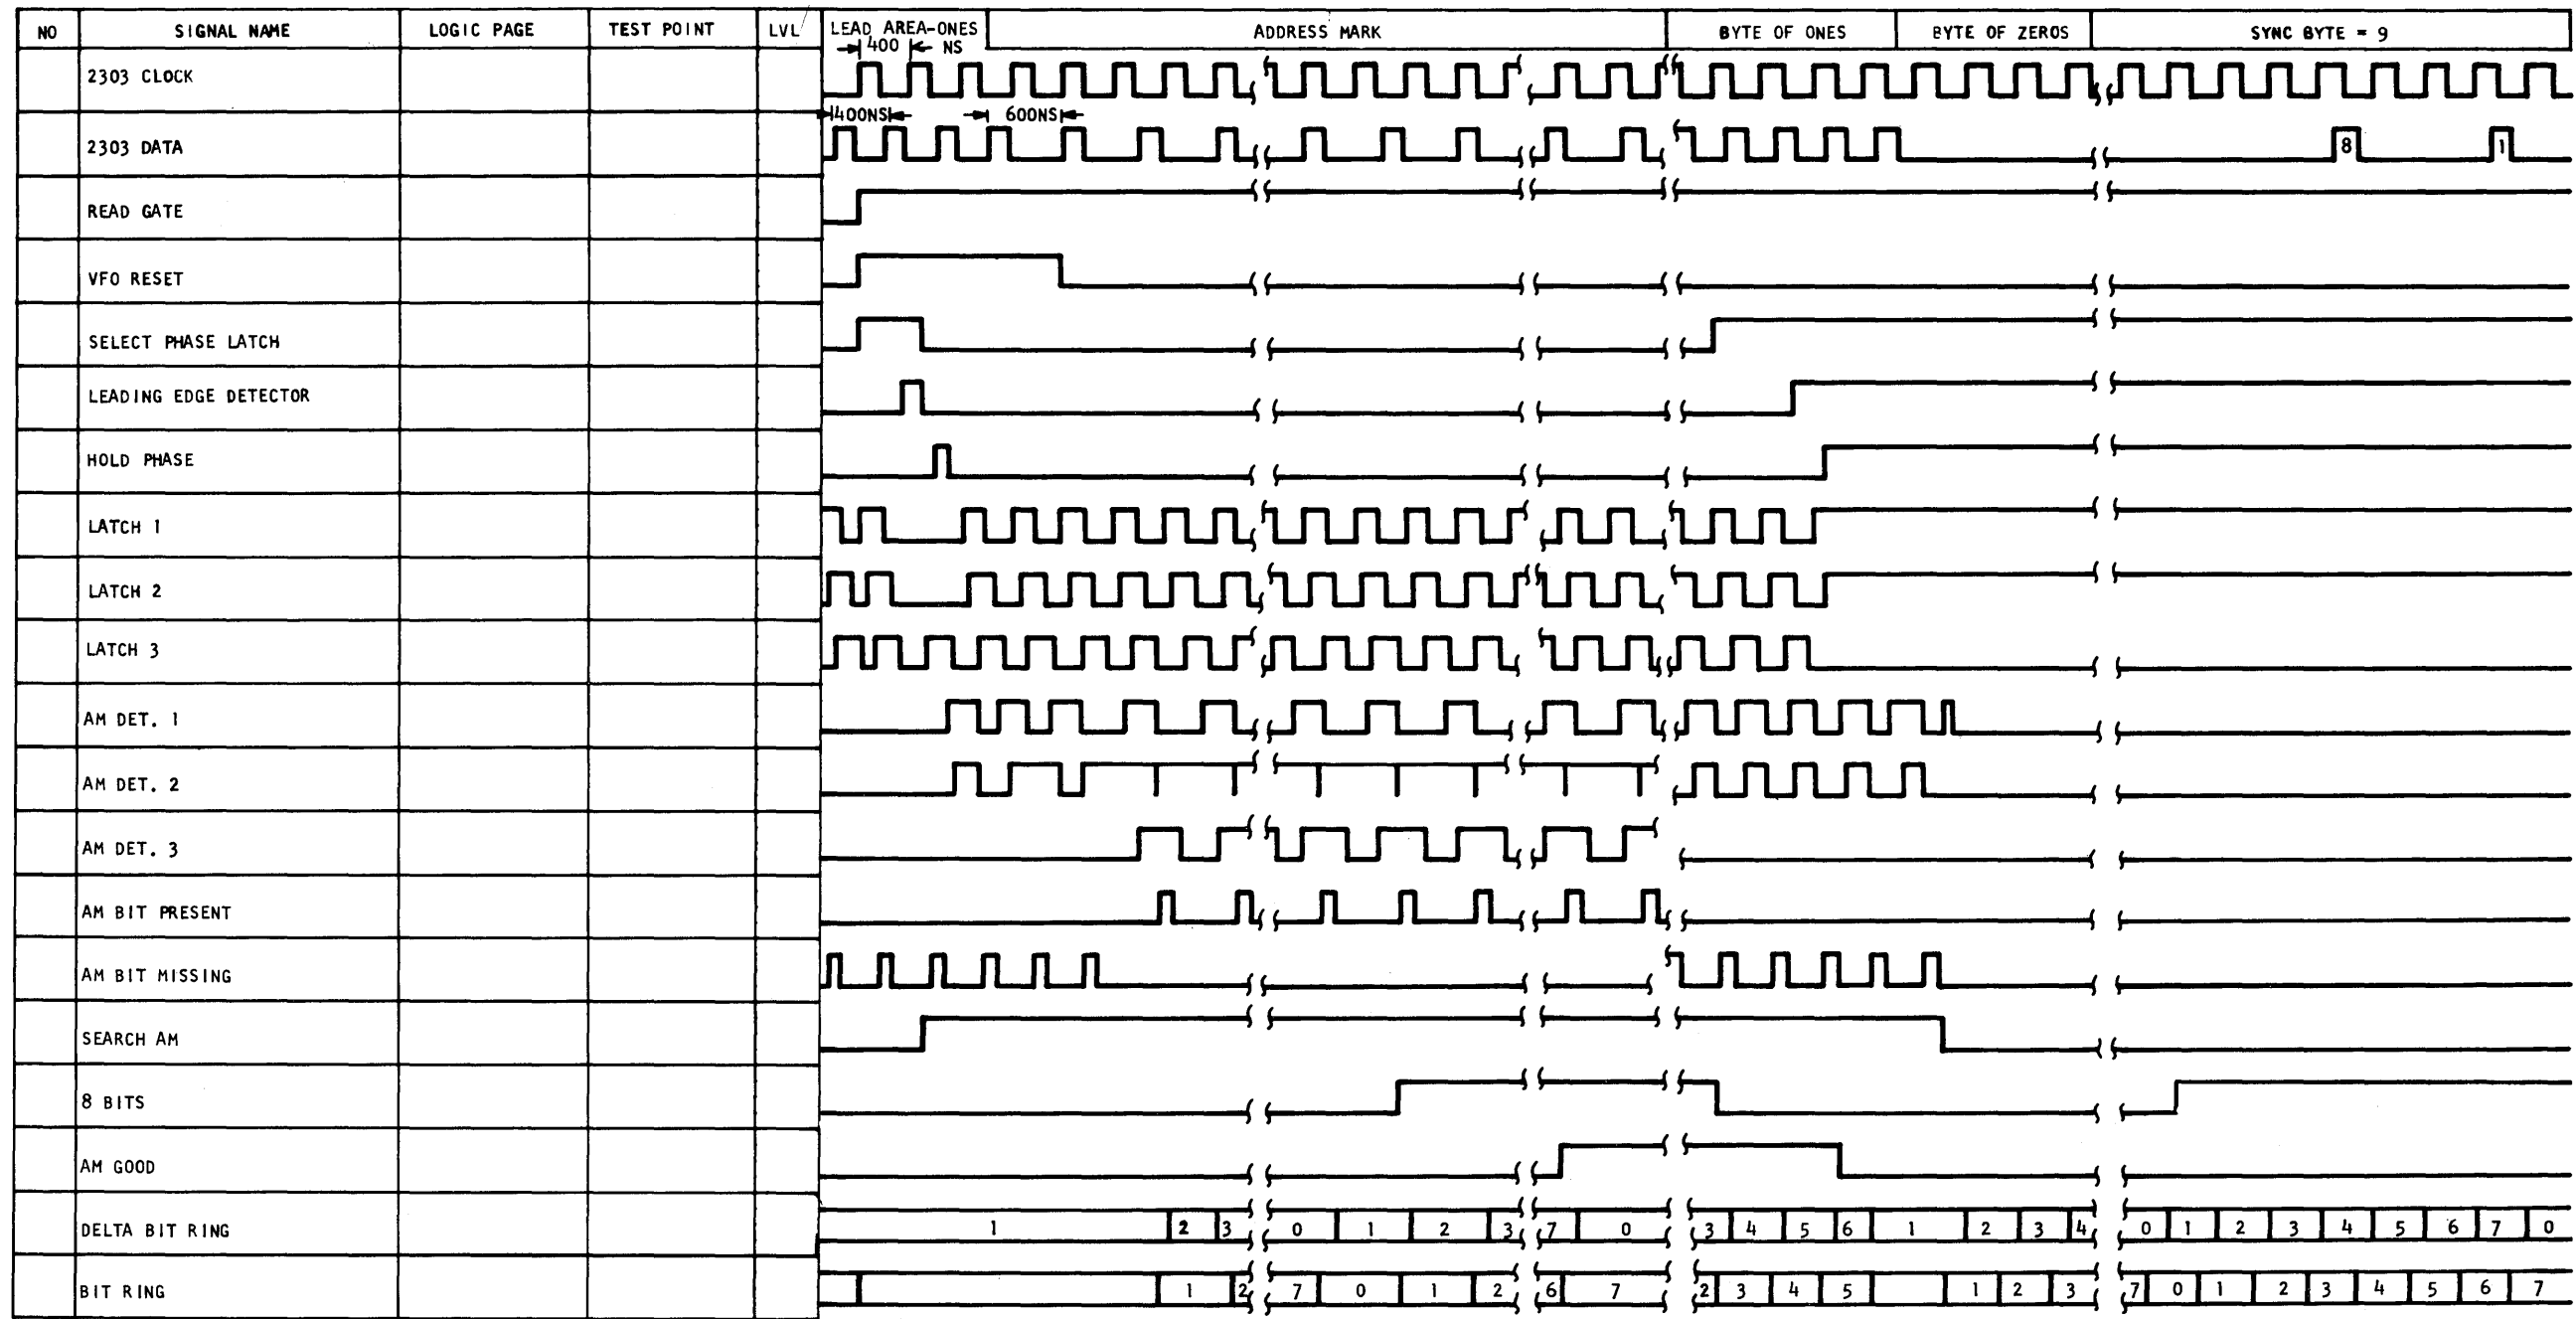 NO SIGNAL NAME LOGIC PAGE TEST POINT LVL LEAD AREA-ONES ADDRESS MARK BYTE OF ONES BYTE OF ZEROS SYNC BYTE = 9
400 NS
2303 CLOCK
400NS 600NS
2303 DATA 8 1
READ GATE
VFO RESET
SELECT PHASE LATCH
LEADING EDGE DETECTOR
HOLD PHASE
LATCH 1
LATCH 2
LATCH 3
AM DET. 1
AM DET. 2
AM DET. 3
AM BIT PRESENT
AM BIT MISSING
SEARCH AM
8 BITS
AM GOOD
DELTA BIT RING 1 2 3 0 1 2 3 7 0 3 4 5 6 1 2 3 4 0 1 2 3 4 5 6 7 0
BIT RING 1 2 7 0 1 2 6 7 2 3 4 5 1 2 3 7 0 1 2 3 4 5 6 7